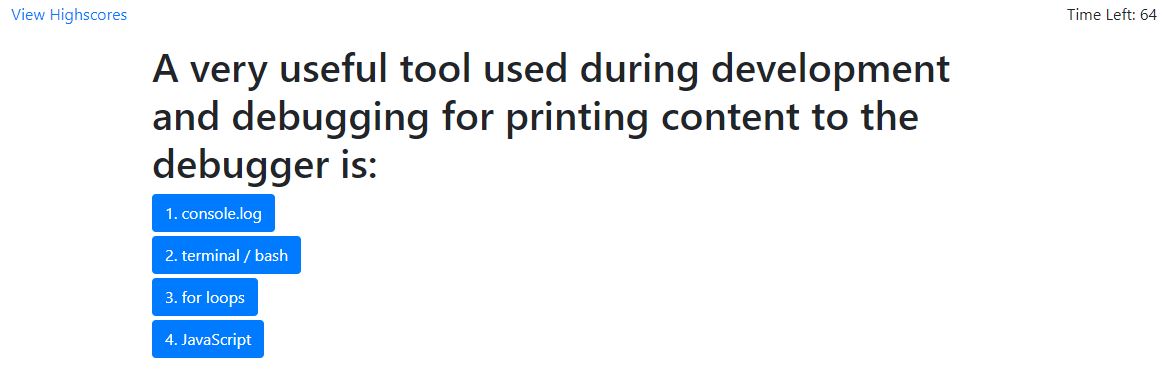 View Highscores
Time Left: 64
A very useful tool used during development
and debugging for printing content to the
debugger is:
1. console.log
2. terminal / bash
3. for loops
4. JavaScript